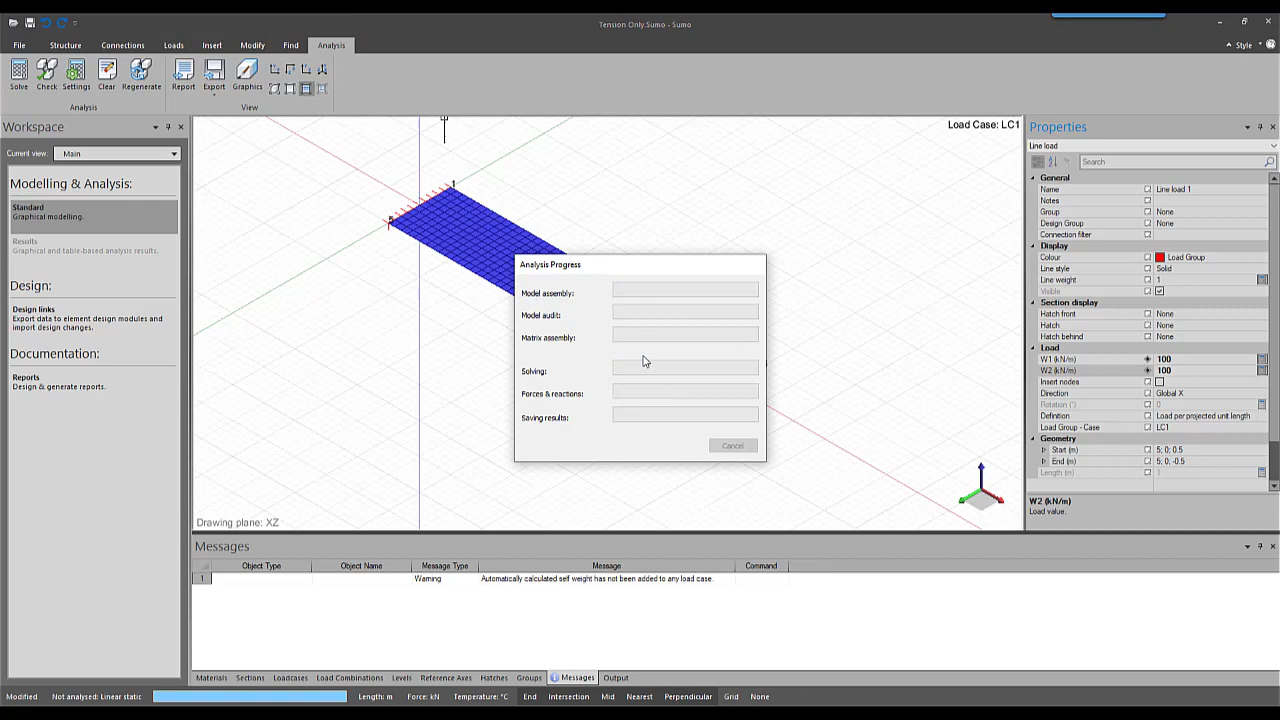 Tension Only.Sumo - Sumo
File Structure Connections Loads Insert Modify Find Analysis
Style
Solve Check Settings Clear Regenerate Report Export Graphics
Analysis View
Workspace
Current view: Main
Modelling & Analysis:
Standard
Graphical modelling.
Results
Graphical and table-based analysis results.
Design:
Design links
Export data to element design modules and
import design changes.
Documentation:
Reports
Design & generate reports.
Load Case: LC1
1
Drawing plane: XZ
Analysis Progress
Model assembly:
Model audit:
Matrix assembly:
Solving:
Forces & reactions:
Saving results:
Cancel
Properties
Line load
Search
General
Name Line load 1
Notes
Group None
Design Group None
Connection filter
Display
Colour Load Group
Line style Solid
Line weight 1
Visible
Section display
Hatch front None
Hatch None
Hatch behind None
Load
W1 (kN/m) 100
W2 (kN/m) 100
Insert nodes
Direction Global X
Rotation (°) 0
Definition Load per projected unit length
Load Group - Case LC1
Geometry
Start (m) 5; 0; 0.5
End (m) 5; 0; -0.5
Length (m) 1
W2 (kN/m)
Load value.
Messages
Object Type Object Name Message Type Message Command
1 Warning Automatically calculated self weight has not been added to any load case.
Materials Sections Loadcases Load Combinations Levels Reference Axes Hatches Groups Messages Output
Modified Not analysed: Linear static Length: m Force: kN Temperature: °C End Intersection Mid Nearest Perpendicular Grid None